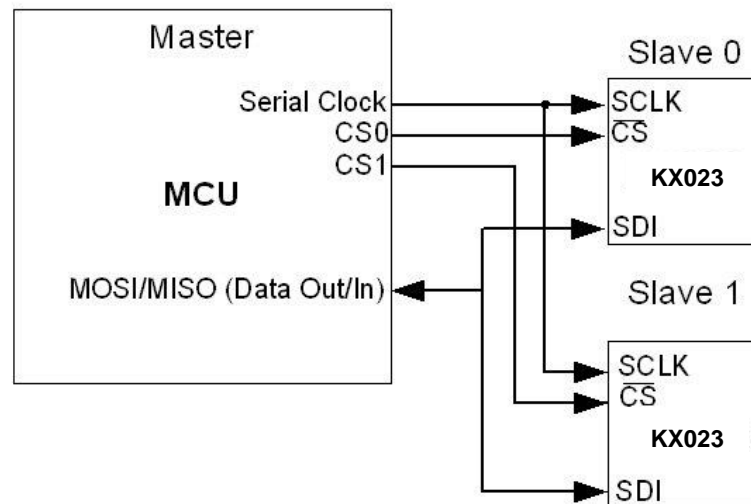 Master
Serial Clock
CS0
CS1
MCU
MOSI/MISO (Data Out/In)
Slave 0
SCLK
CS
KX023
SDI
Slave 1
SCLK
CS
KX023
SDI